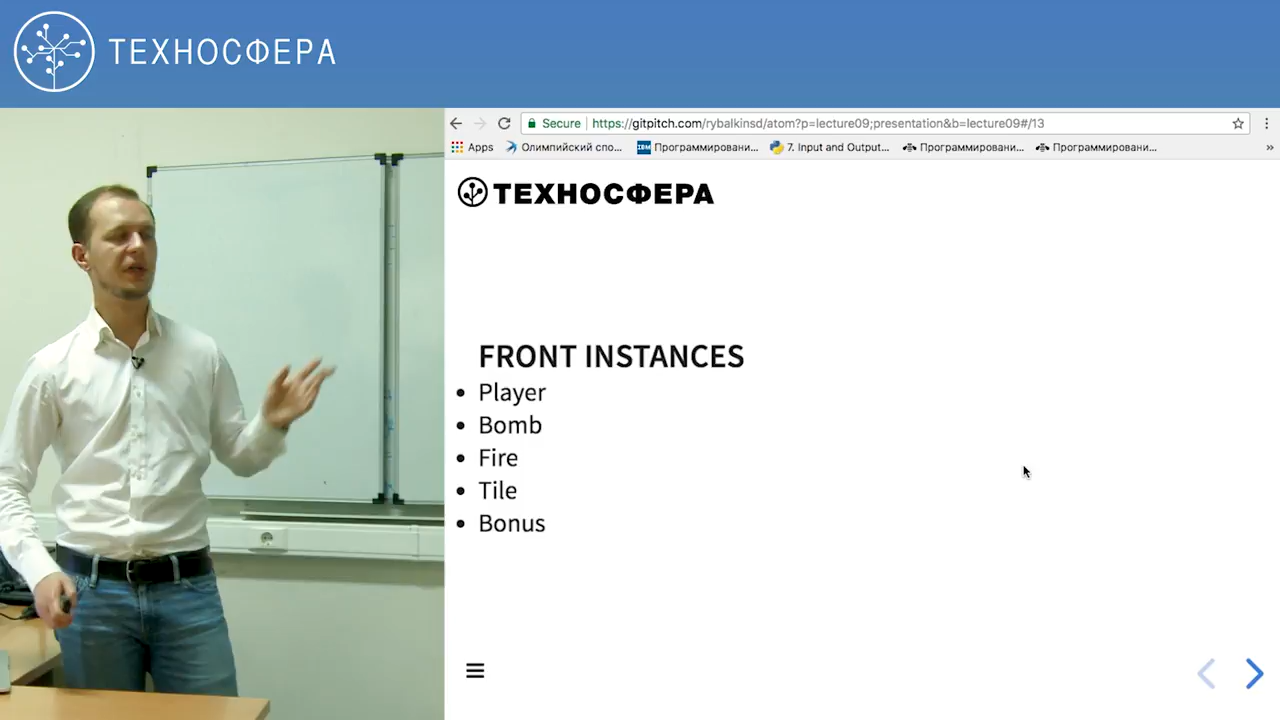 ТЕХНОСФЕРА
Secure https://gitpitch.com/rybalkinsd/atom?p=lecture09;presentation&b=lecture09#/13
Apps Олимпийский спо... IBM Программировани... 7. Input and Output... Программировани... Программировани...
ТЕХНОСФЕРА
FRONT INSTANCES
• Player
• Bomb
• Fire
• Tile
• Bonus